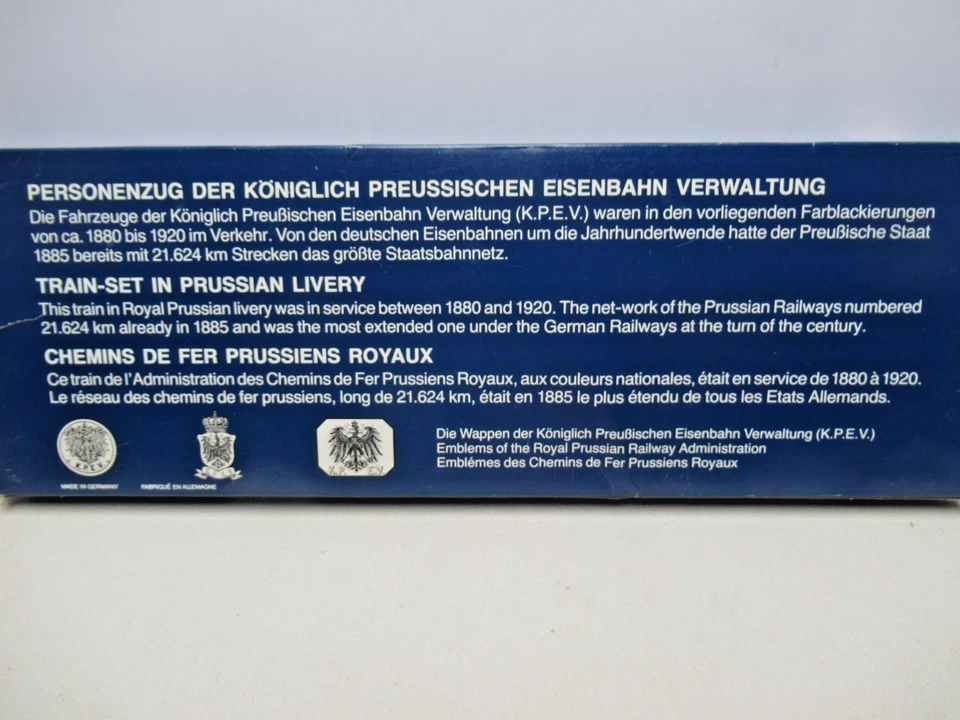 PERSONENZUG DER KÖNIGLICH PREUSSISCHEN EISENBAHN VERWALTUNG
Die Fahrzeuge der Königlich Preußischen Eisenbahn Verwaltung (K.P.E.V.) waren in den vorliegenden Farblackierungen
von ca. 1880 bis 1920 im Verkehr. Von den deutschen Eisenbahnen um die Jahrhundertwende hatte der Preußische Staat
1885 bereits mit 21.624 km Strecken das größte Staatsbahnnetz.
TRAIN-SET IN PRUSSIAN LIVERY
This train in Royal Prussian livery was in service between 1880 and 1920. The net-work of the Prussian Railways numbered
21.624 km already in 1885 and was the most extended one under the German Railways at the turn of the century.
CHEMINS DE FER PRUSSIENS ROYAUX
Ce train de l'Administration des Chemins de Fer Prussiens Royaux, aux couleurs nationales, était en service de 1880 à 1920.
Le réseau des chemins de fer prussiens, long de 21.624 km, était en 1885 le plus étendu de tous les Etats Allemands.
K.P.E.V.
K.P. E.V.
Die Wappen der Königlich Preußischen Eisenbahn Verwaltung (K.P.E.V.)
Emblems of the Royal Prussian Railway Administration
Emblémes des Chemins de Fer Prussiens Royaux
MADE IN GERMANY
FABRIQUÉ EN ALLEMAGNE